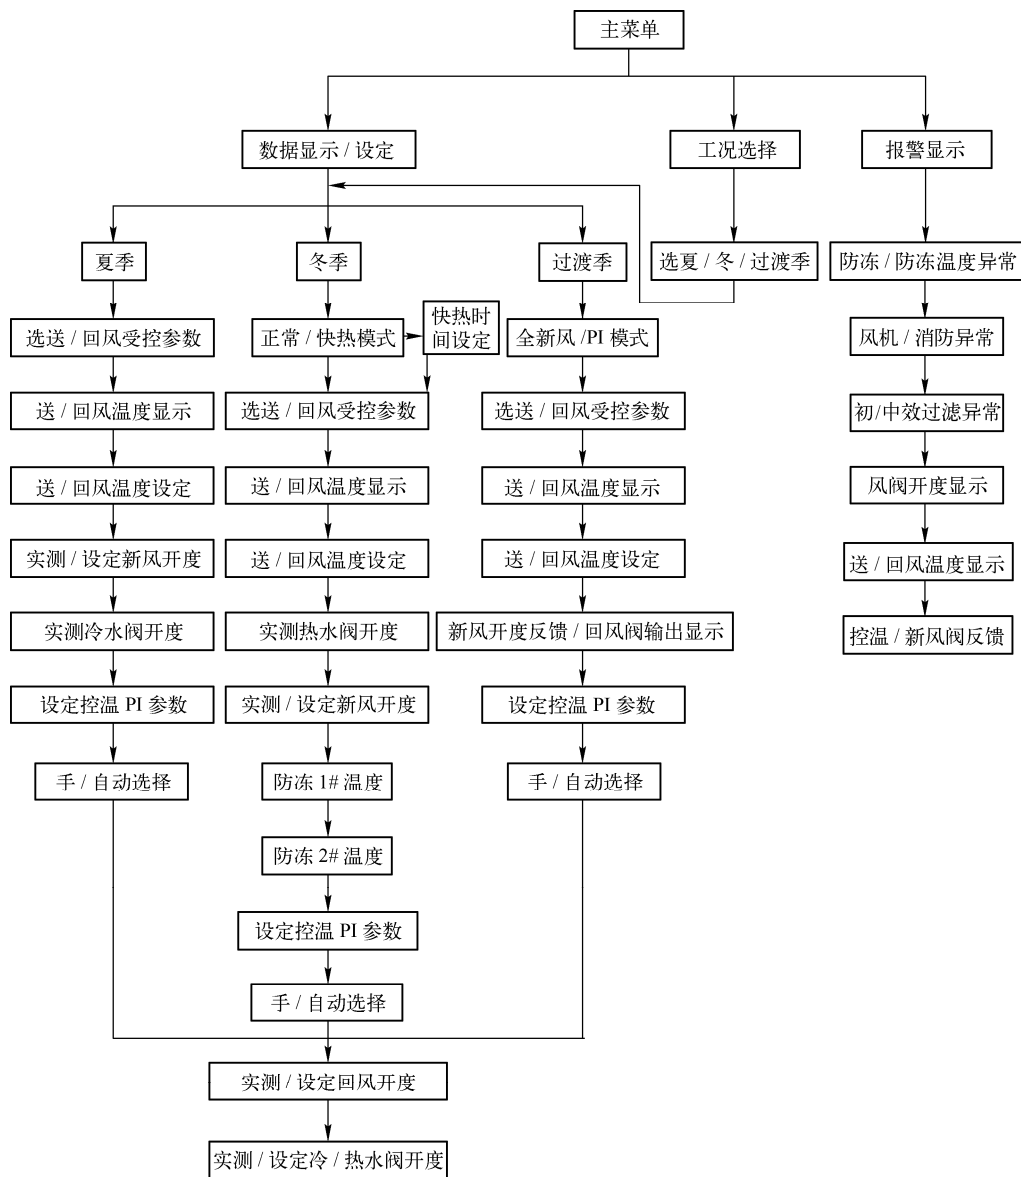 主菜单
数据显示 / 设定
工况选择
报警显示
夏季
冬季
过渡季
选夏 / 冬 / 过渡季
防冻 / 防冻温度异常
选送 / 回风受控参数
正常 / 快热模式
快热时
间设定
全新风 /PI 模式
风机 / 消防异常
送 / 回风温度显示
选送 / 回风受控参数
选送 / 回风受控参数
初/中效过滤异常
送 / 回风温度设定
送 / 回风温度显示
送 / 回风温度显示
风阀开度显示
实测 / 设定新风开度
送 / 回风温度设定
送 / 回风温度设定
送 / 回风温度显示
实测冷水阀开度
实测热水阀开度
新风开度反馈 / 回风阀输出显示
控温 / 新风阀反馈
设定控温 PI 参数
实测 / 设定新风开度
设定控温 PI 参数
手 / 自动选择
防冻 1# 温度
手 / 自动选择
防冻 2# 温度
设定控温 PI 参数
手 / 自动选择
实测 / 设定回风开度
实测 / 设定冷 / 热水阀开度